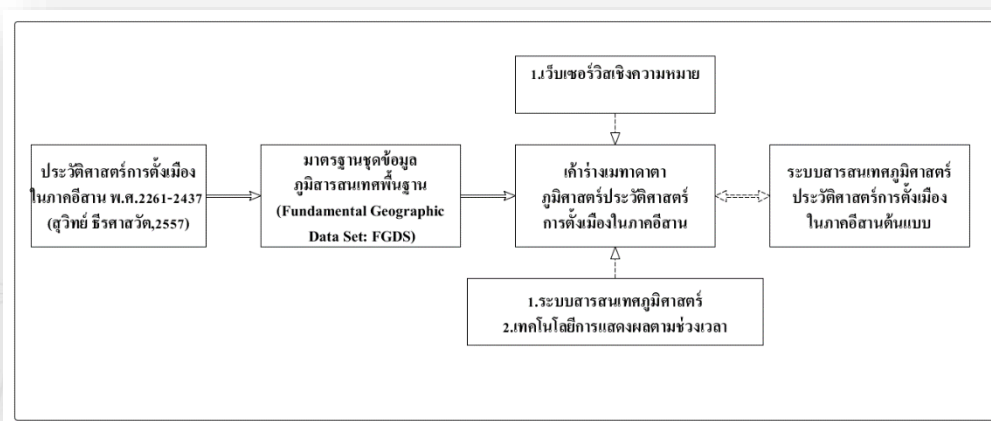 1.เว็บเซอร์วิสเชิงความหมาย
ประวัติศาสตร์การตั้งเมือง
ในภาคอีสาน พ.ศ.2261-2437
(สุวิทย์ ธีรศาสวัต,2557)
มาตรฐานชุดข้อมูล
ภูมิสารสนเทศพื้นฐาน
(Fundamental Geographic
Data Set: FGDS)
เค้าร่างเมทาดาตา
ภูมิศาสตร์ประวัติศาสตร์
การตั้งเมืองในภาคอีสาน
ระบบสารสนเทศภูมิศาสตร์
ประวัติศาสตร์การตั้งเมือง
ในภาคอีสานต้นแบบ
1.ระบบสารสนเทศภูมิศาสตร์
2.เทคโนโลยีการแสดงผลตามช่วงเวลา